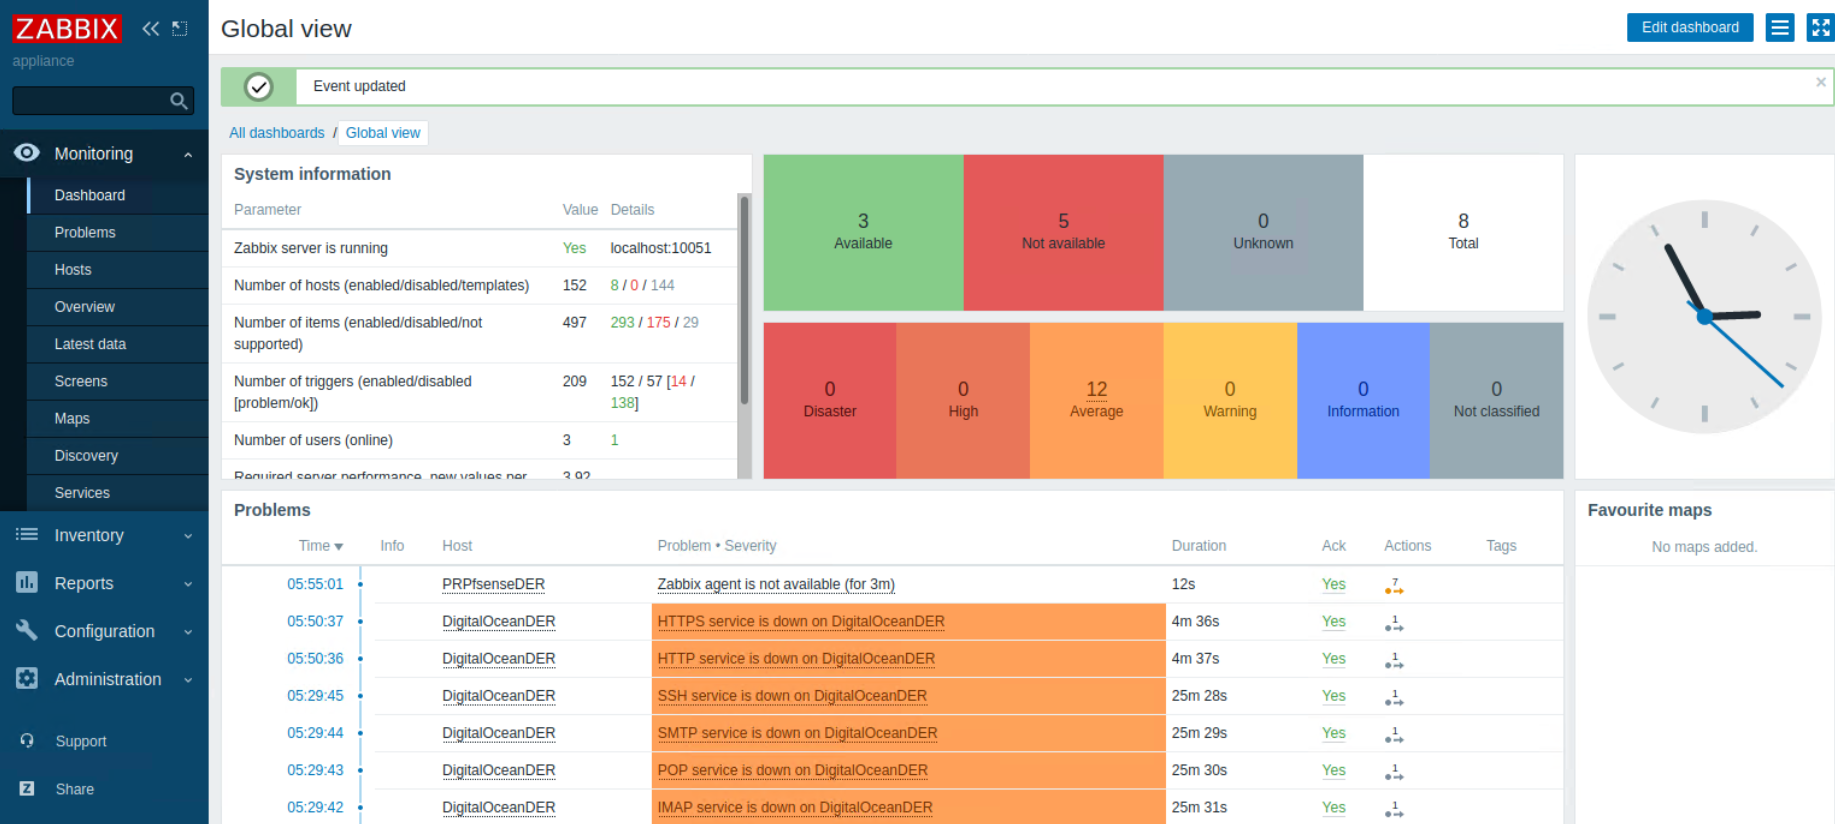 ZABBIX
appliance
Monitoring
Dashboard
Problems
Hosts
Overview
Latest data
Screens
Maps
Discovery
Services
Inventory
Reports
Configuration
Administration
Support
Z Share
Global view
Edit dashboard
Event updated
All dashboards / Global view
System information
Parameter Value Details
Zabbix server is running Yes localhost:10051
Number of hosts (enabled/disabled/templates) 152 8 / 0 / 144
Number of items (enabled/disabled/not 497 293 / 175 / 29
supported)
Number of triggers (enabled/disabled 209 152 / 57 [14 /
[problem/ok]) 138]
Number of users (online) 3 1
Required server performance, new values per 3.92
3 5 0 8
Available Not available Unknown Total
0 0 12 0 0 0
Disaster High Average Warning Information Not classified
Problems
Time Info Host Problem • Severity Duration Ack Actions Tags
05:55:01 PRPfsenseDER Zabbix agent is not available (for 3m) 12s Yes 7
05:50:37 DigitalOceanDER HTTPS service is down on DigitalOceanDER 4m 36s Yes 1
05:50:36 DigitalOceanDER HTTP service is down on DigitalOceanDER 4m 37s Yes 1
05:29:45 DigitalOceanDER SSH service is down on DigitalOceanDER 25m 28s Yes 1
05:29:44 DigitalOceanDER SMTP service is down on DigitalOceanDER 25m 29s Yes 1
05:29:43 DigitalOceanDER POP service is down on DigitalOceanDER 25m 30s Yes 1
05:29:42 DigitalOceanDER IMAP service is down on DigitalOceanDER 25m 31s Yes 1
Favourite maps
No maps added.